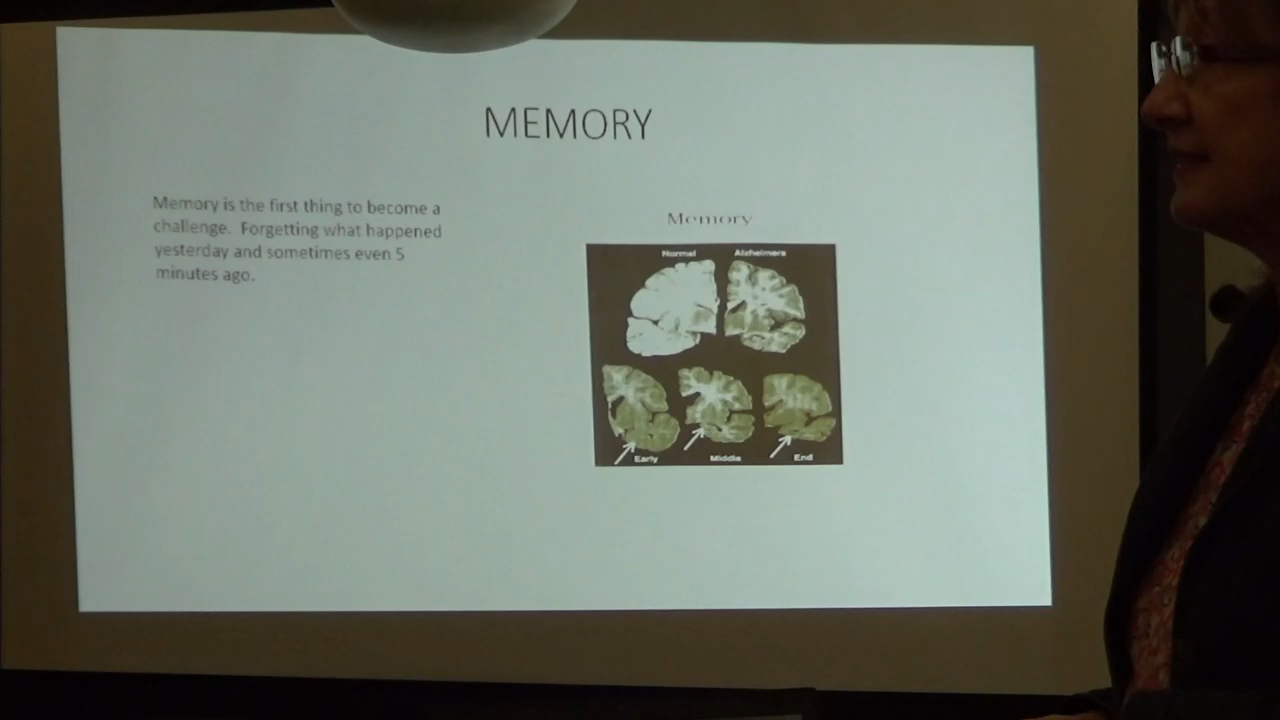 MEMORY
Memory is the first thing to become a
challenge. Forgetting what happened
yesterday and sometimes even 5
minutes ago.
Memory
Normal Alzheimers
Early Middle End